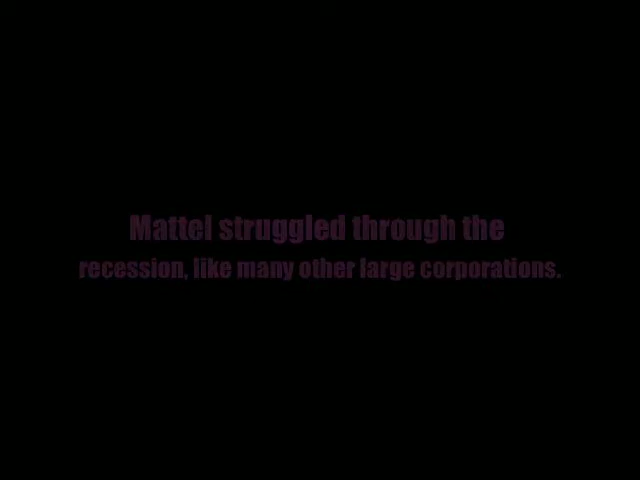 Mattel struggled through the
recession, like many other large corporations.